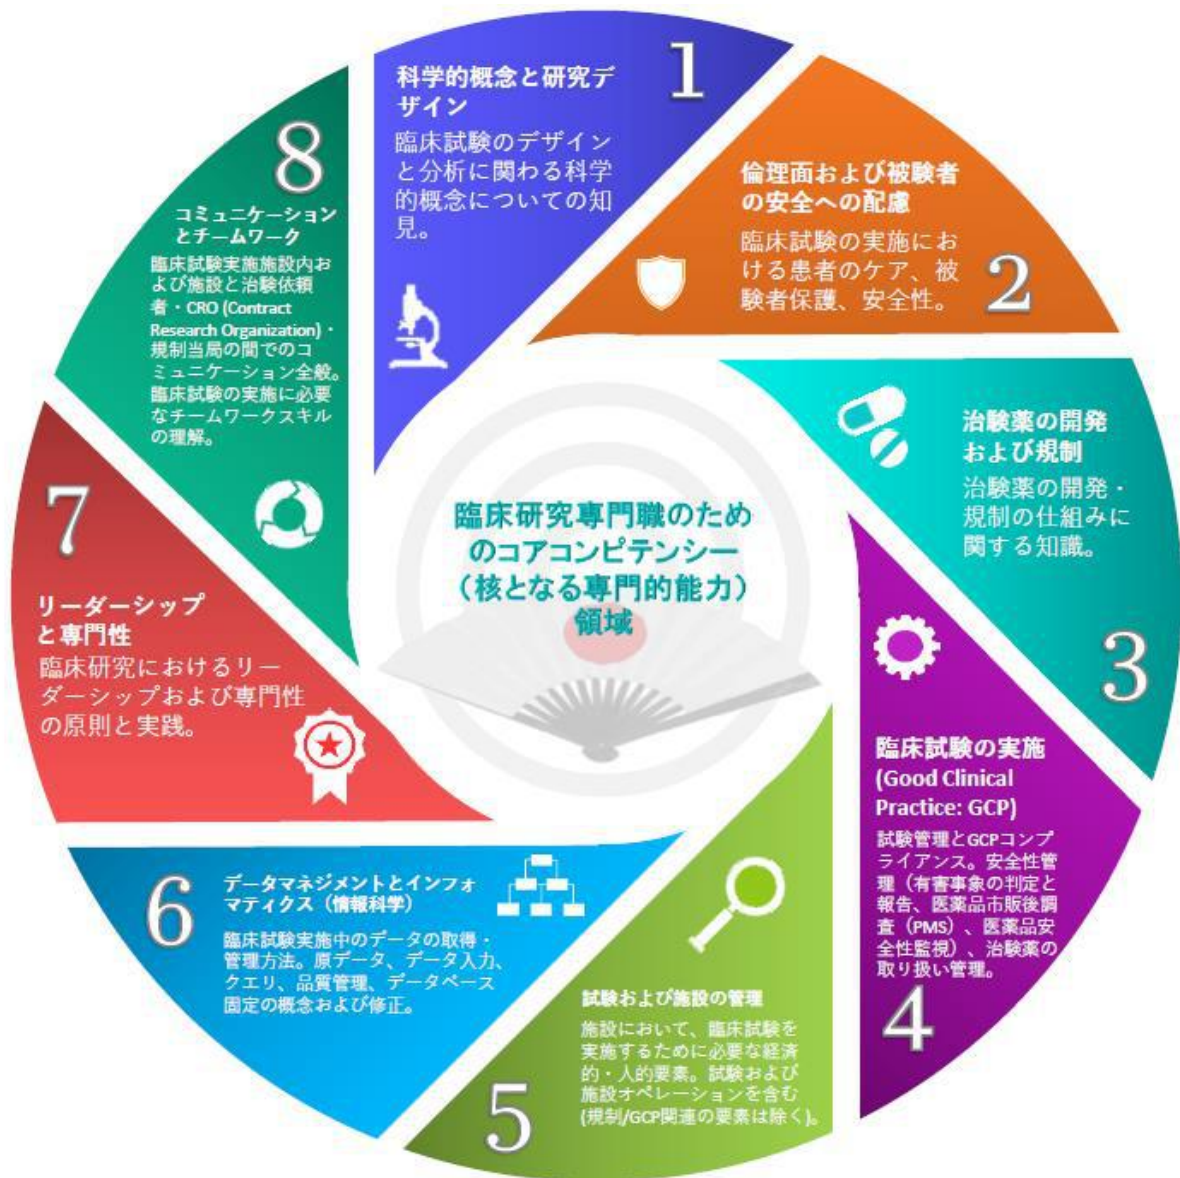 臨床研究専門職のため
のコアコンピテンシー
（核となる専門的能力）
領域
1
科学的概念と研究デ
ザイン
臨床試験のデザイン
と分析に関わる科学
的概念についての知
見。
2
倫理面および被験者
の安全への配慮
臨床試験の実施にお
ける患者のケア、被
験者保護、安全性。
3
治験薬の開発
および規制
治験薬の開発・
規制の仕組みに
関する知識。
4
臨床試験の実施
(Good Clinical
Practice: GCP)
試験管理とGCPコンプ
ライアンス。安全性管
理（有害事象の判定と
報告、医薬品市販後調
査（PMS）、医薬品安
全性監視）、治験薬の
取り扱い管理。
5
試験および施設の管理
施設において、臨床試験を
実施するために必要な経済
的・人的要素。試験および
施設オペレーションを含む
(規制/GCP関連の要素は除く)。
6
データマネジメントとインフォ
マティクス（情報科学）
臨床試験実施中のデータの取得・
管理方法。原データ、データ入力、
クエリ、品質管理、データベース
固定の概念および修正。
7
リーダーシップ
と専門性
臨床研究におけるリー
ダーシップおよび専門性
の原則と実践。
8
コミュニケーション
とチームワーク
臨床試験実施施設内お
よび施設と治験依頼
者・CRO (Contract
Research Organization)・
規制当局の間でのコ
ミュニケーション全般。
臨床試験の実施に必要
なチームワークスキル
の理解。